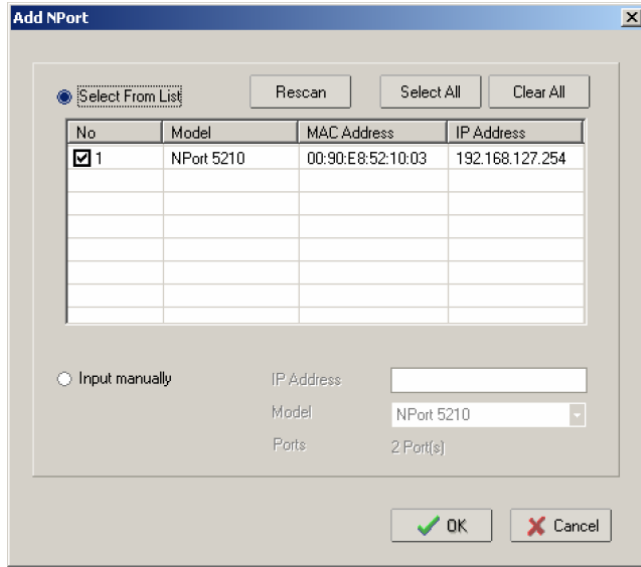 Add NPort
Select From List
Rescan
Select All
Clear All
No Model MAC Address IP Address
1 NPort 5210 00:90:E8:52:10:03 192.168.127.254
Input manually
IP Address
Model NPort 5210
Ports 2 Port(s)
OK
Cancel